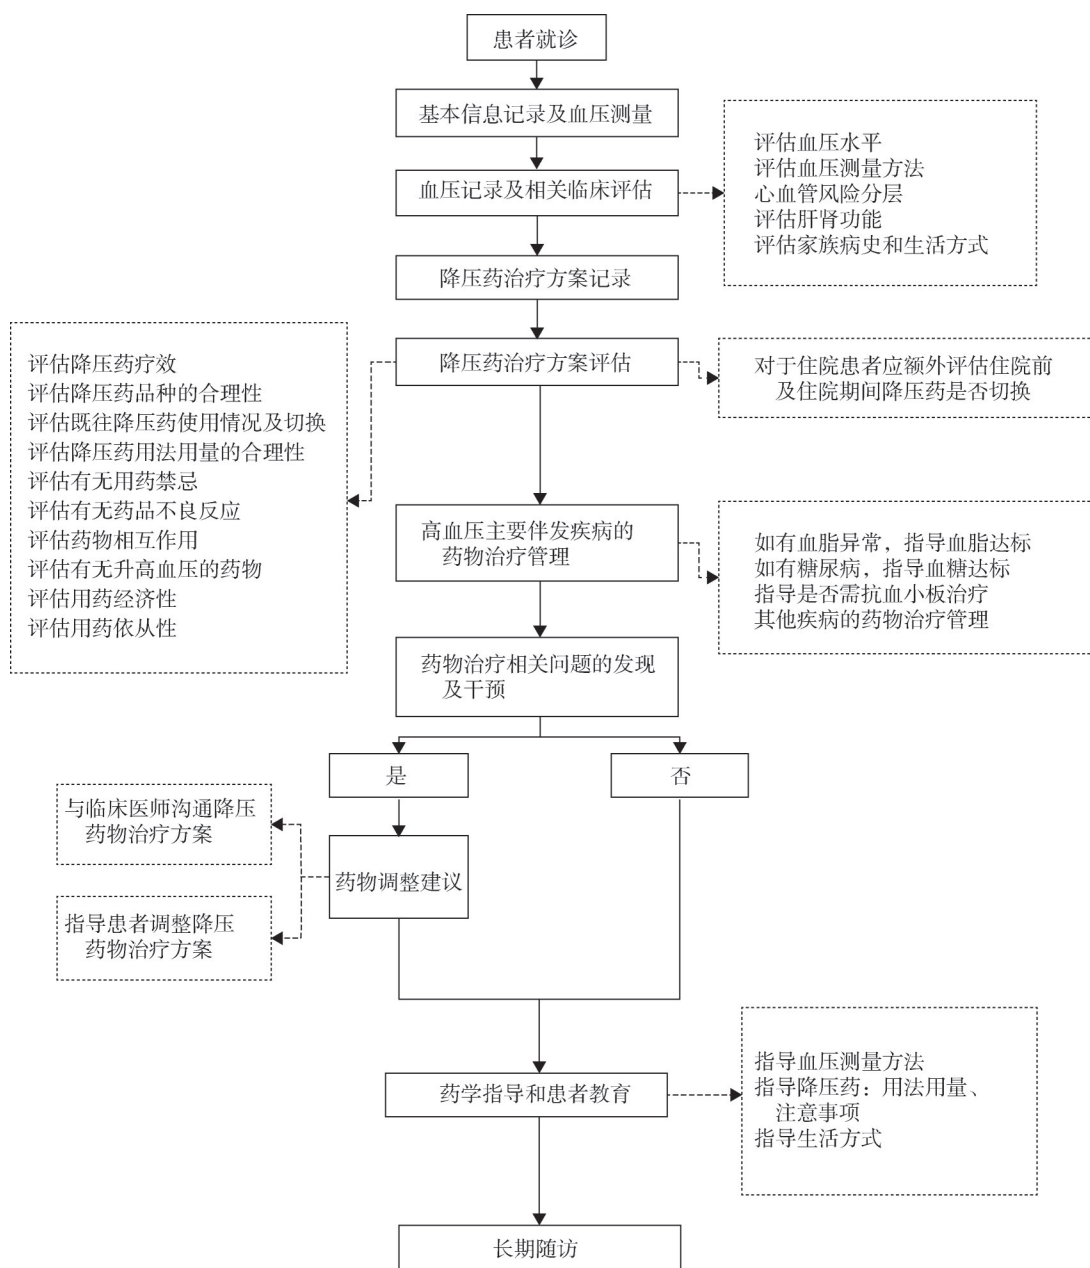 患者就诊
基本信息记录及血压测量
血压记录及相关临床评估
评估血压水平
评估血压测量方法
心血管风险分层
评估肝肾功能
评估家族病史和生活方式
降压药治疗方案记录
降压药治疗方案评估
评估降压药疗效
评估降压药品种的合理性
评估既往降压药使用情况及切换
评估降压药用法用量的合理性
评估有无用药禁忌
评估有无药品不良反应
评估药物相互作用
评估有无升高血压的药物
评估用药经济性
评估用药依从性
对于住院患者应额外评估住院前
及住院期间降压药是否切换
高血压主要伴发疾病的
药物治疗管理
如有血脂异常，指导血脂达标
如有糖尿病，指导血糖达标
指导是否需抗血小板治疗
其他疾病的药物治疗管理
药物治疗相关问题的发现
及干预
是
否
药物调整建议
与临床医师沟通降压
药物治疗方案
指导患者调整降压
药物治疗方案
药学指导和患者教育
指导血压测量方法
指导降压药：用法用量、
注意事项
指导生活方式
长期随访